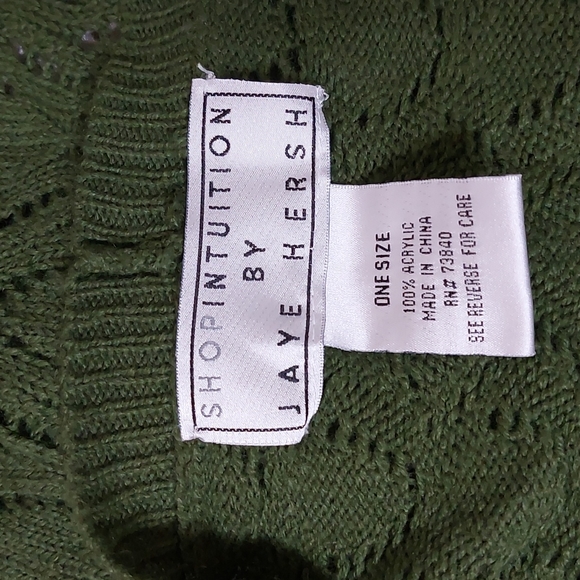 SHOPINTUITION
BY
JAYE HERSH
ONE SIZE
100% ACRYLIC
MADE IN CHINA
RN# 73840
SEE REVERSE FOR CARE